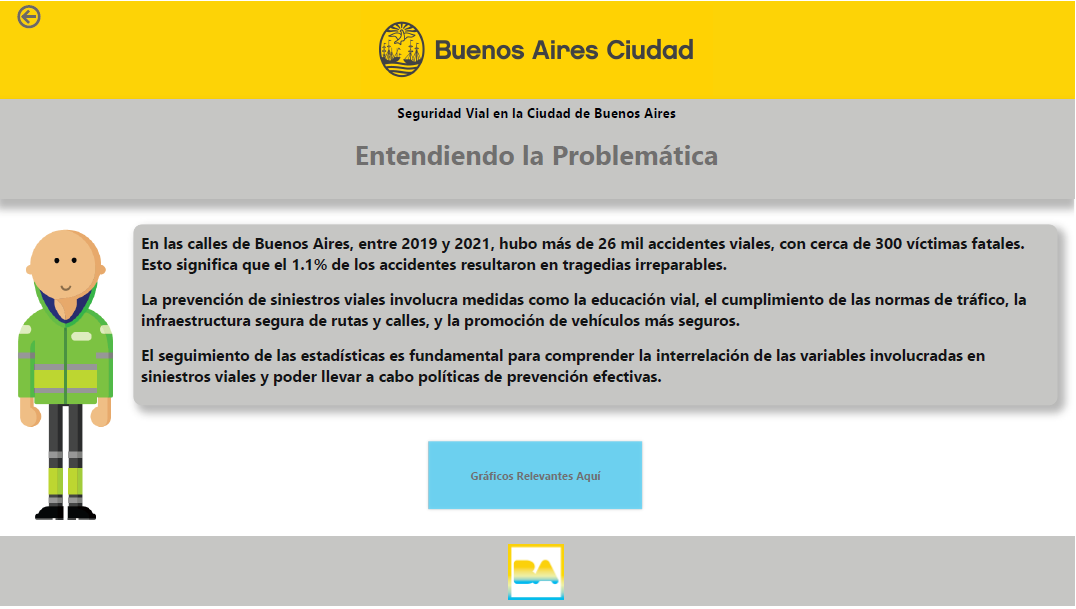 Buenos Aires Ciudad
Seguridad Vial en la Ciudad de Buenos Aires
Entendiendo la Problemática
En las calles de Buenos Aires, entre 2019 y 2021, hubo más de 26 mil accidentes viales, con cerca de 300 víctimas fatales.
Esto significa que el 1.1% de los accidentes resultaron en tragedias irreparables.
La prevención de siniestros viales involucra medidas como la educación vial, el cumplimiento de las normas de tráfico, la
infraestructura segura de rutas y calles, y la promoción de vehículos más seguros.
El seguimiento de las estadísticas es fundamental para comprender la interrelación de las variables involucradas en
siniestros viales y poder llevar a cabo políticas de prevención efectivas.
Gráficos Relevantes Aquí
BA